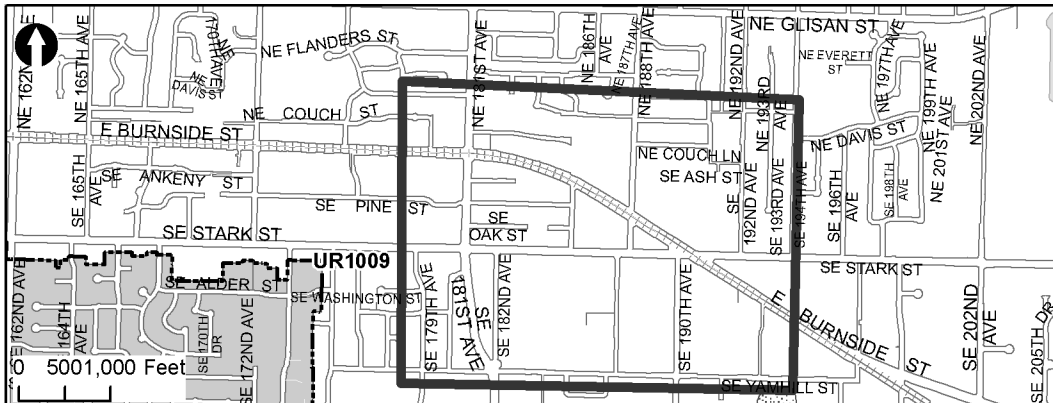 NE 162ND
NE 165TH AVE
170TH AVE
NE
NE
DAVIS ST
NE FLANDERS ST
NE 181ST AVE
NE 186TH
AVE
NE 187TH AVE
NE 188TH AVE
NE 192ND AVE
NE 193RD
AVE
NE GLISAN ST
NE EVERETT
ST
NE 197TH AVE
NE 199TH AVE
NE 201ST AVE
NE 202ND AVE
NE COUCH ST
E BURNSIDE ST
NE DAVIS ST
NE COUCH LN
SE ASH ST
SE 165TH
AVE
SE ANKENY ST
SE PINE ST
SE
OAK ST
SE
192ND AVE
SE 193RD AVE
SE 194TH AVE
SE 196TH
AVE
SE 198TH
AVE
SE STARK ST
UR1009
SE STARK ST
SE 162ND AVE
164TH
AVE
SE ALDER ST
SE WASHINGTON ST
SE 170TH
DR
SE 172ND AVE
SE 179TH AVE
181ST AVE
SE
SE 182ND AVE
SE 190TH AVE
E BURNSIDE ST
SE 202ND
AVE
SE 205TH DR
0 500 1,000 Feet
SE YAMHILL ST